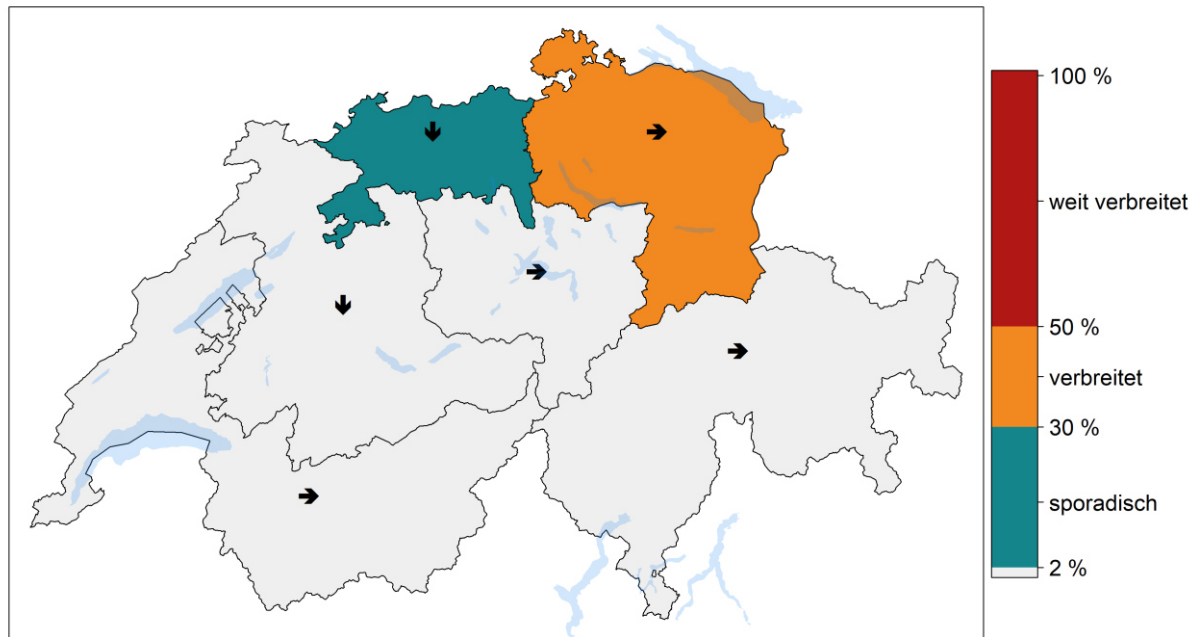 100 %
weit verbreitet
50 %
verbreitet
30 %
sporadisch
2 %